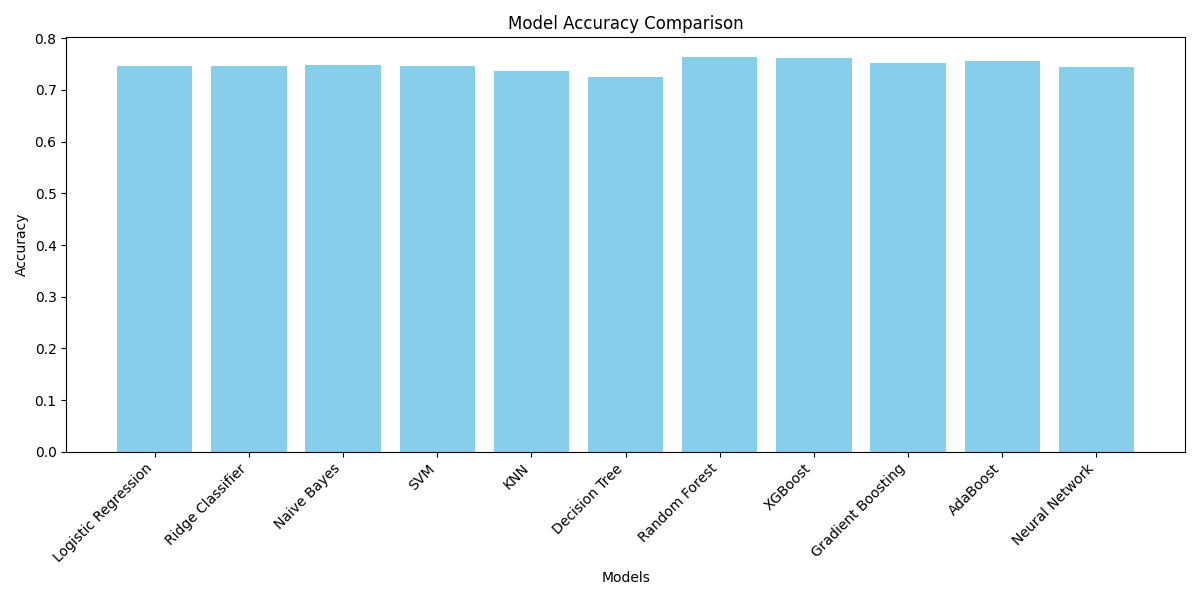 Model Accuracy Comparison
Accuracy
0.8
0.7
0.6
0.5
0.4
0.3
0.2
0.1
0.0
Logistic Regression
Ridge Classifier
Naive Bayes
SVM
KNN
Decision Tree
Random Forest
XGBoost
Gradient Boosting
AdaBoost
Neural Network
Models